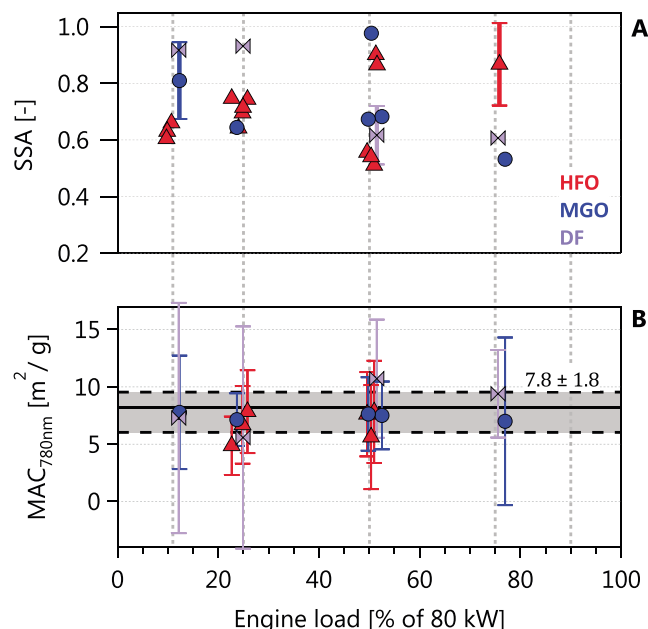 A
1.0
0.8
0.6
0.4
0.2
SSA [-]
HFO
MGO
DF
B
15
10
5
0
MAC780nm [m2 / g]
7.8 ± 1.8
0 20 40 60 80 100
Engine load [% of 80 kW]